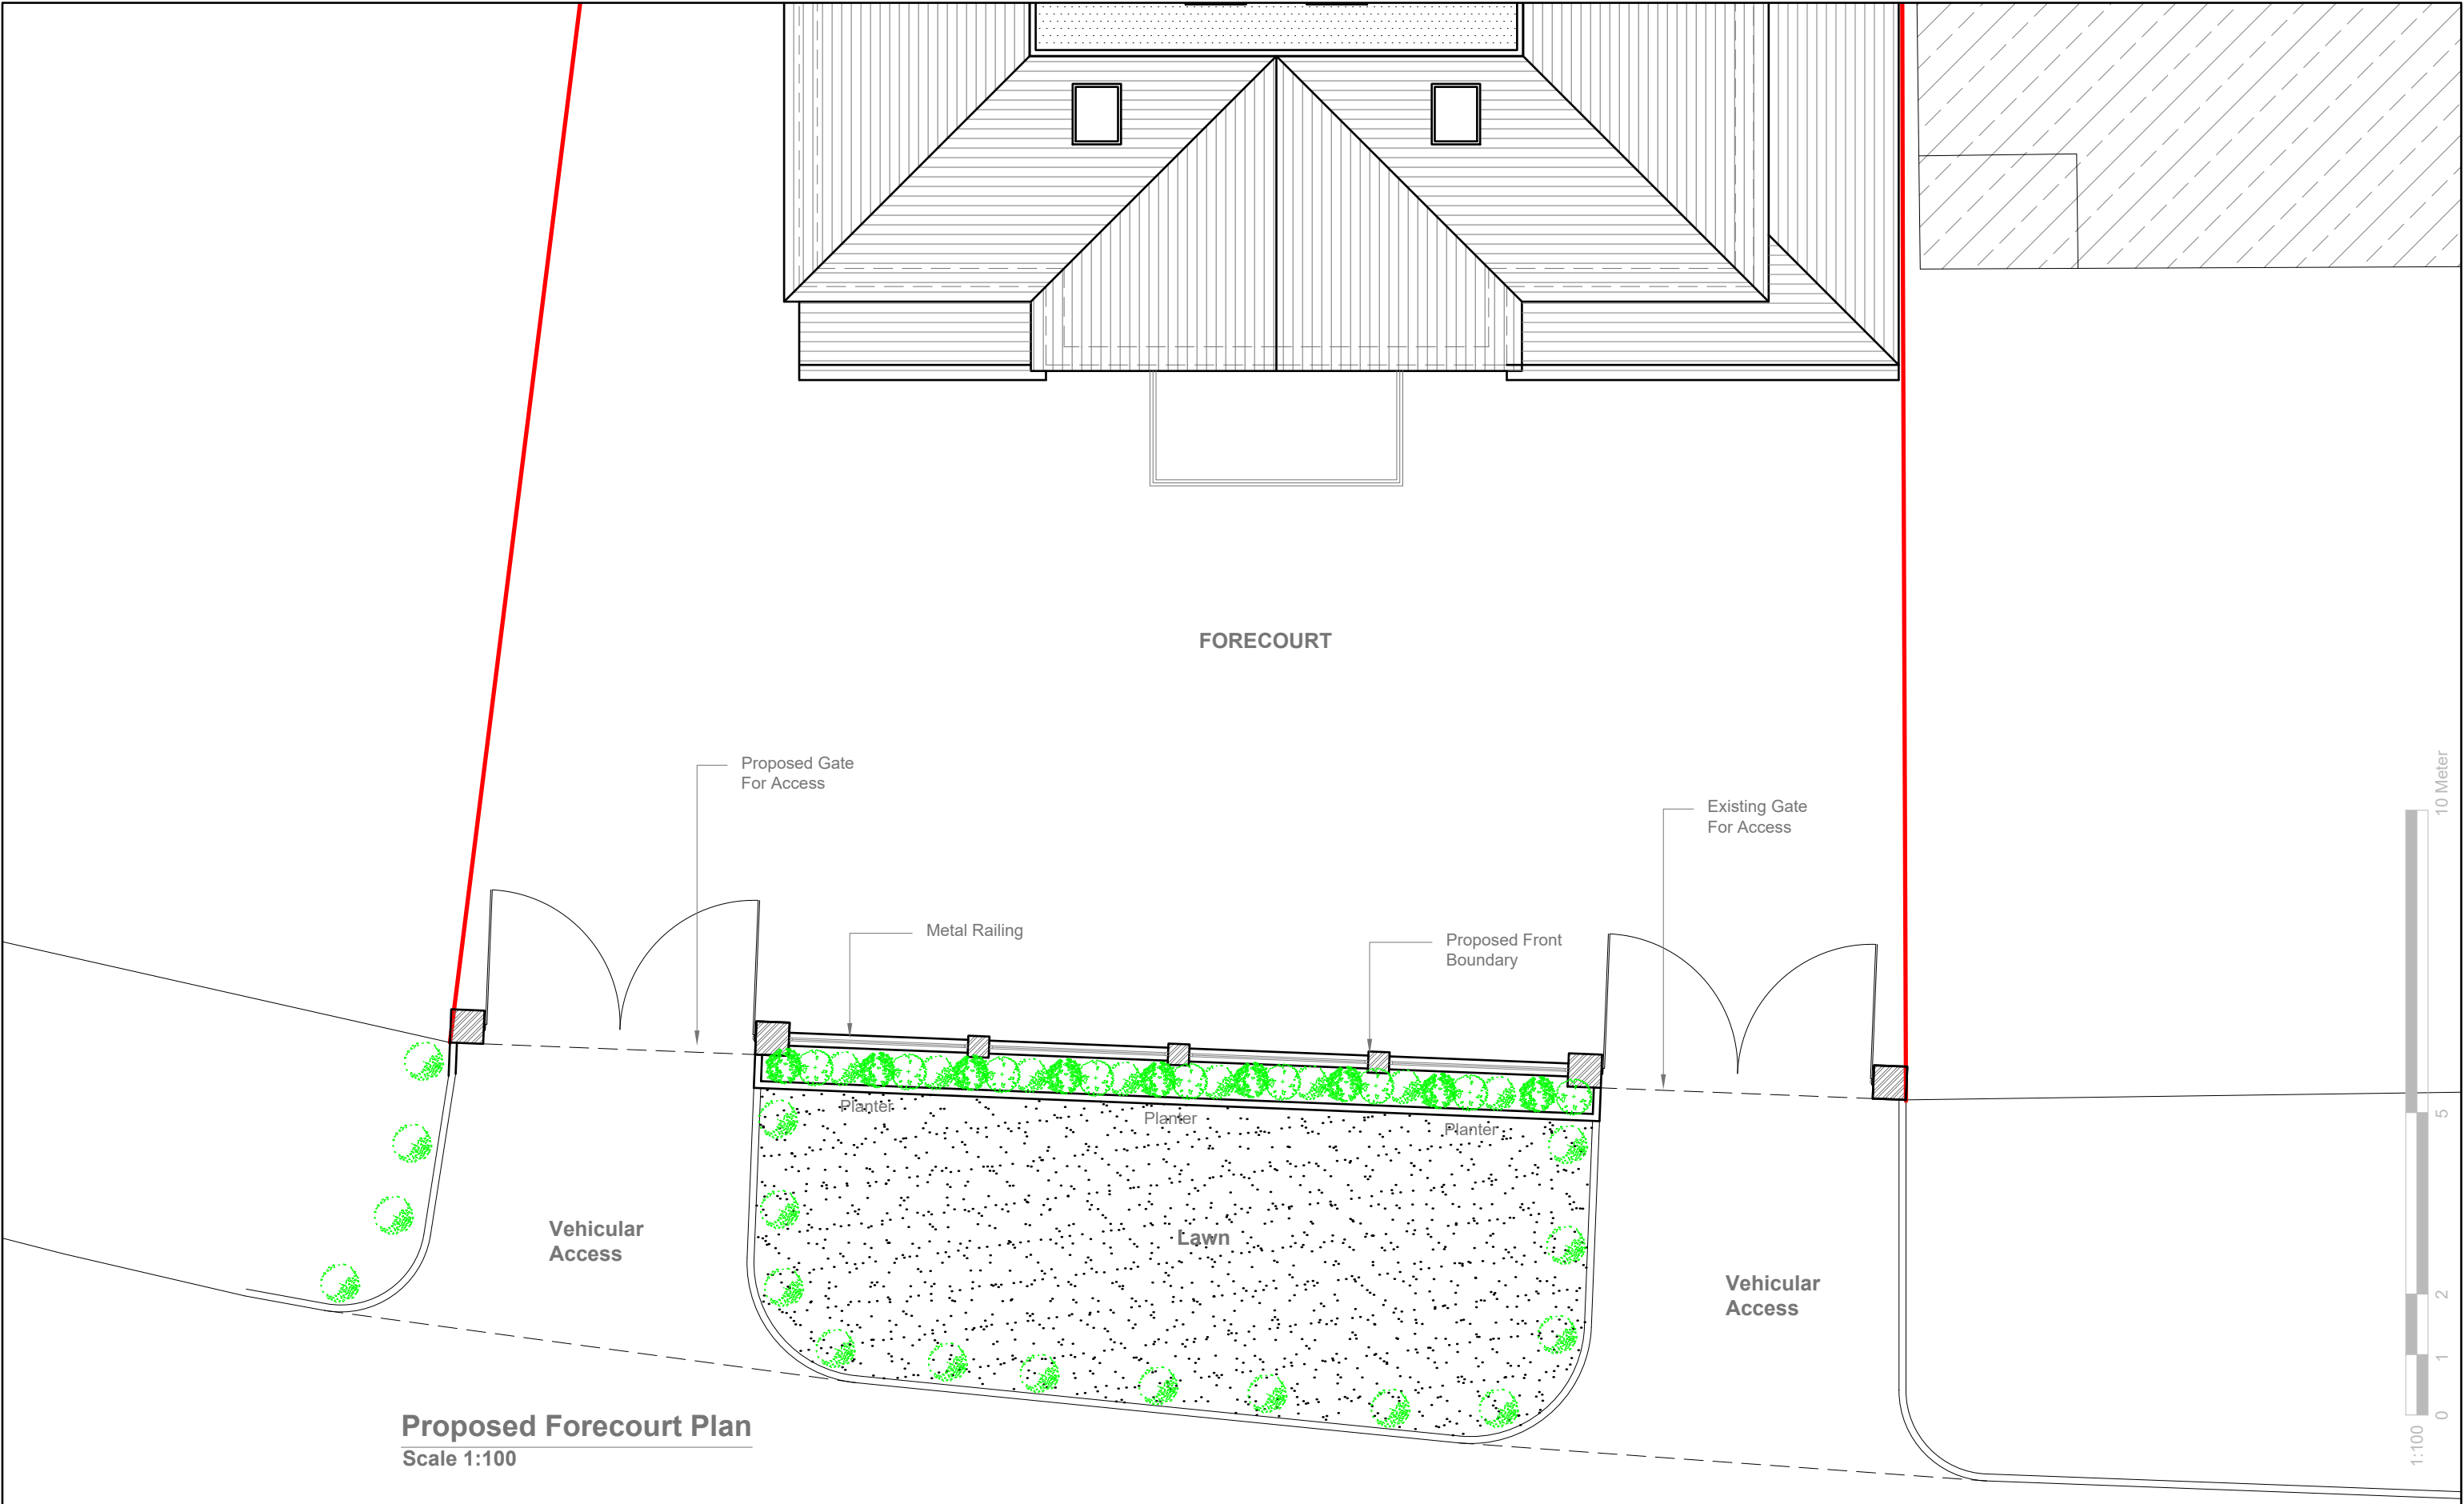 FORECOURT
Proposed Gate
For Access
Existing Gate
For Access
Metal Railing
Proposed Front
Boundary
Planter
Planter
Planter
Vehicular
Access
Lawn
Vehicular
Access
Proposed Forecourt Plan
Scale 1:100
10 Meter
5
2
1
0
1:100